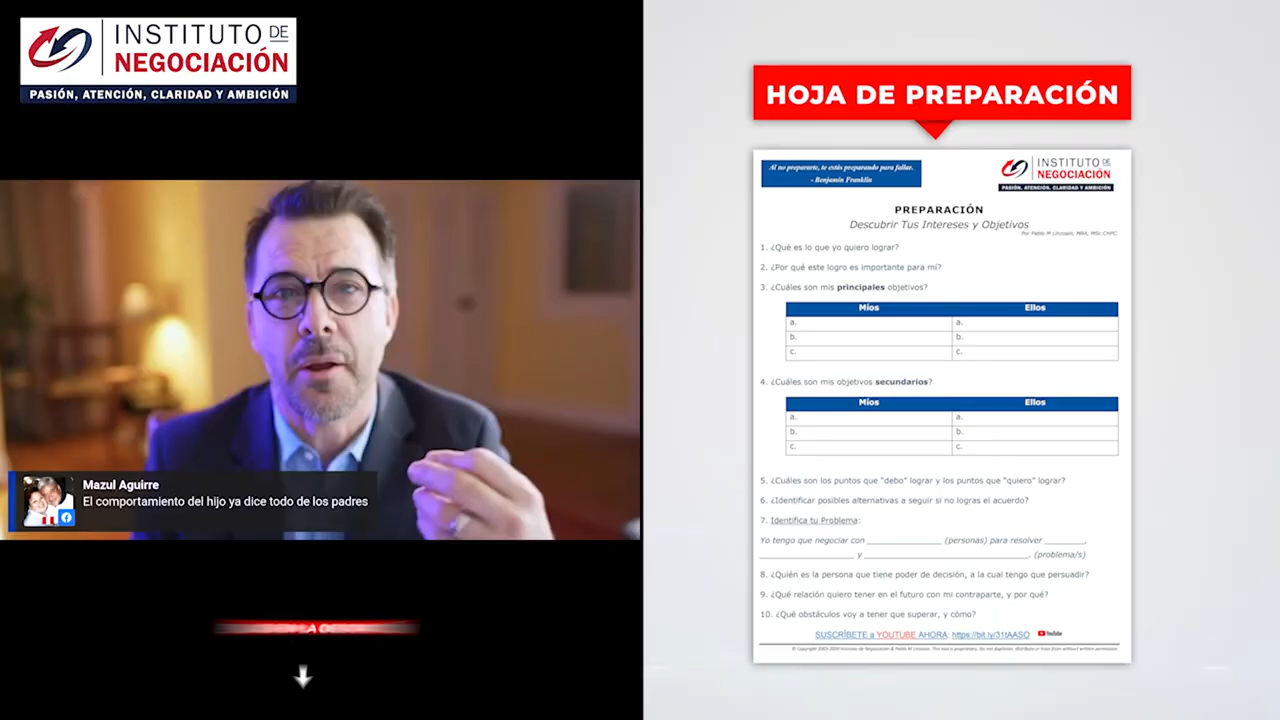 INSTITUTO DE
NEGOCIACIÓN
PASIÓN, ATENCIÓN, CLARIDAD Y AMBICIÓN
Mazul Aguirre
El comportamiento del hijo ya dice todo de los padres
HOJA DE PREPARACIÓN
Al no prepararte, te estás preparando para fallar.
- Benjamin Franklin
INSTITUTO DE
NEGOCIACIÓN
PASIÓN, ATENCIÓN, CLARIDAD Y AMBICIÓN
PREPARACIÓN
Descubrir Tus Intereses y Objetivos
Por Pablo M Linzoain, MBA, MSc.CHPC.
1. ¿Qué es lo que yo quiero lograr?
2. ¿Por qué este logro es importante para mí?
3. ¿Cuáles son mis principales objetivos?
Míos Ellos
a. a.
b. b.
c. c.
4. ¿Cuáles son mis objetivos secundarios?
Míos Ellos
a. a.
b. b.
c. c.
5. ¿Cuáles son los puntos que "debo" lograr y los puntos que "quiero" lograr?
6. ¿Identificar posibles alternativas a seguir si no logras el acuerdo?
7. Identifica tu Problema:
Yo tengo que negociar con _______________ (personas) para resolver ________,
___________________ y _________________________________. (problema/s)
8. ¿Quién es la persona que tiene poder de decisión, a la cual tengo que persuadir?
9. ¿Qué relación quiero tener en el futuro con mi contraparte, y por qué?
10. ¿Qué obstáculos voy a tener que superar, y cómo?
SUSCRÍBETE a YOUTUBE AHORA: https://bit.ly/31tAASO YouTube